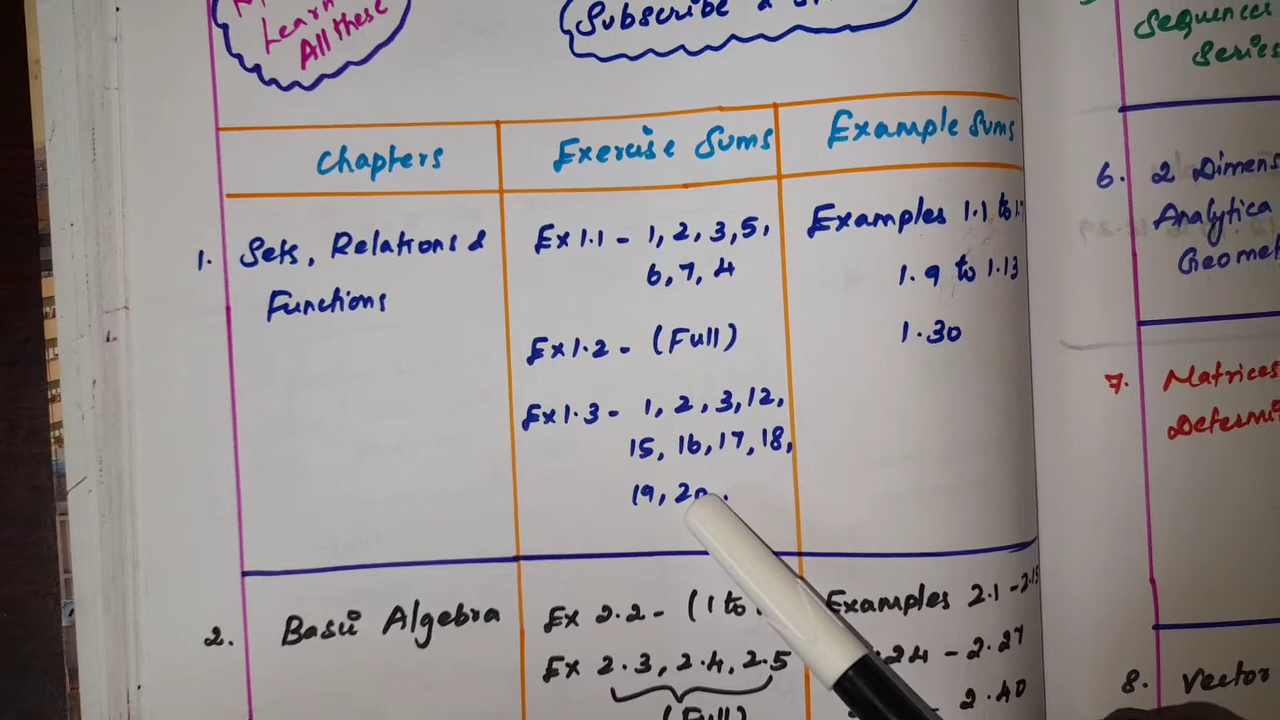 Learn
All these
Subscribe
Chapters
Exercise Sums
Example Sums
1. Sets, Relations &
Functions
Ex 1.1 - 1, 2, 3, 5,
6, 7, 4
Ex 1.2 - (Full)
Ex 1.3 - 1, 2, 3, 12,
15, 16, 17, 18,
19, 20.
Examples 1.1 to
1.9 to 1.13
1.30
2. Basic Algebra
Ex 2.2 - (1 to
Ex 2.3, 2.4, 2.5
(Full)
Examples 2.1 - 2.15
- 2.27
2.40
Sequences
Series
6. 2 Dimens
Analytica
Geomet
7. Matrices
Determi
8. Vector